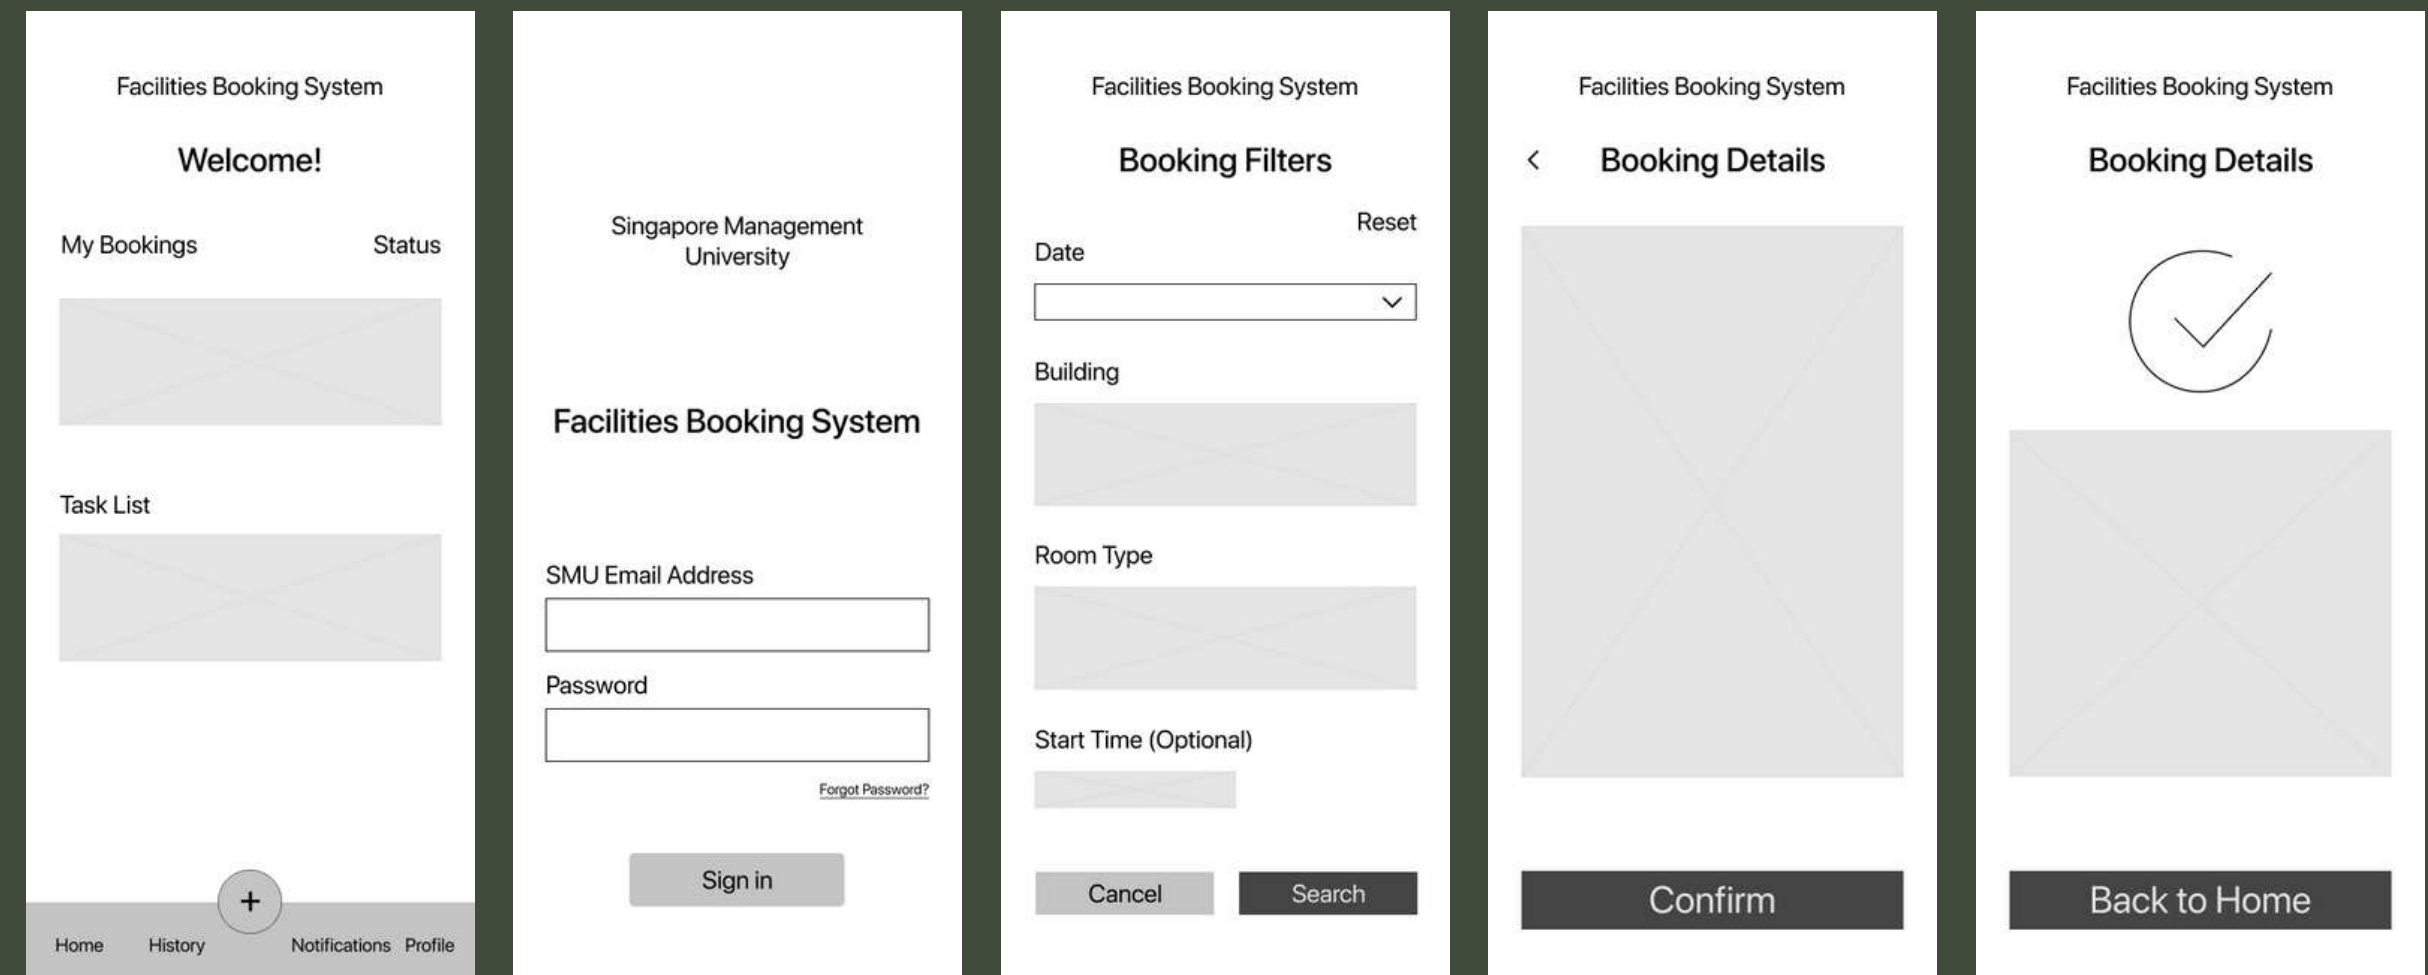 Facilities Booking System
Welcome!
My Bookings Status
Task List
+
Home History Notifications Profile
Singapore Management
University
Facilities Booking System
SMU Email Address
Password
Forgot Password?
Sign in
Facilities Booking System
Booking Filters
Reset
Date
Building
Room Type
Start Time (Optional)
Cancel Search
Facilities Booking System
Booking Details
Confirm
Facilities Booking System
Booking Details
Back to Home